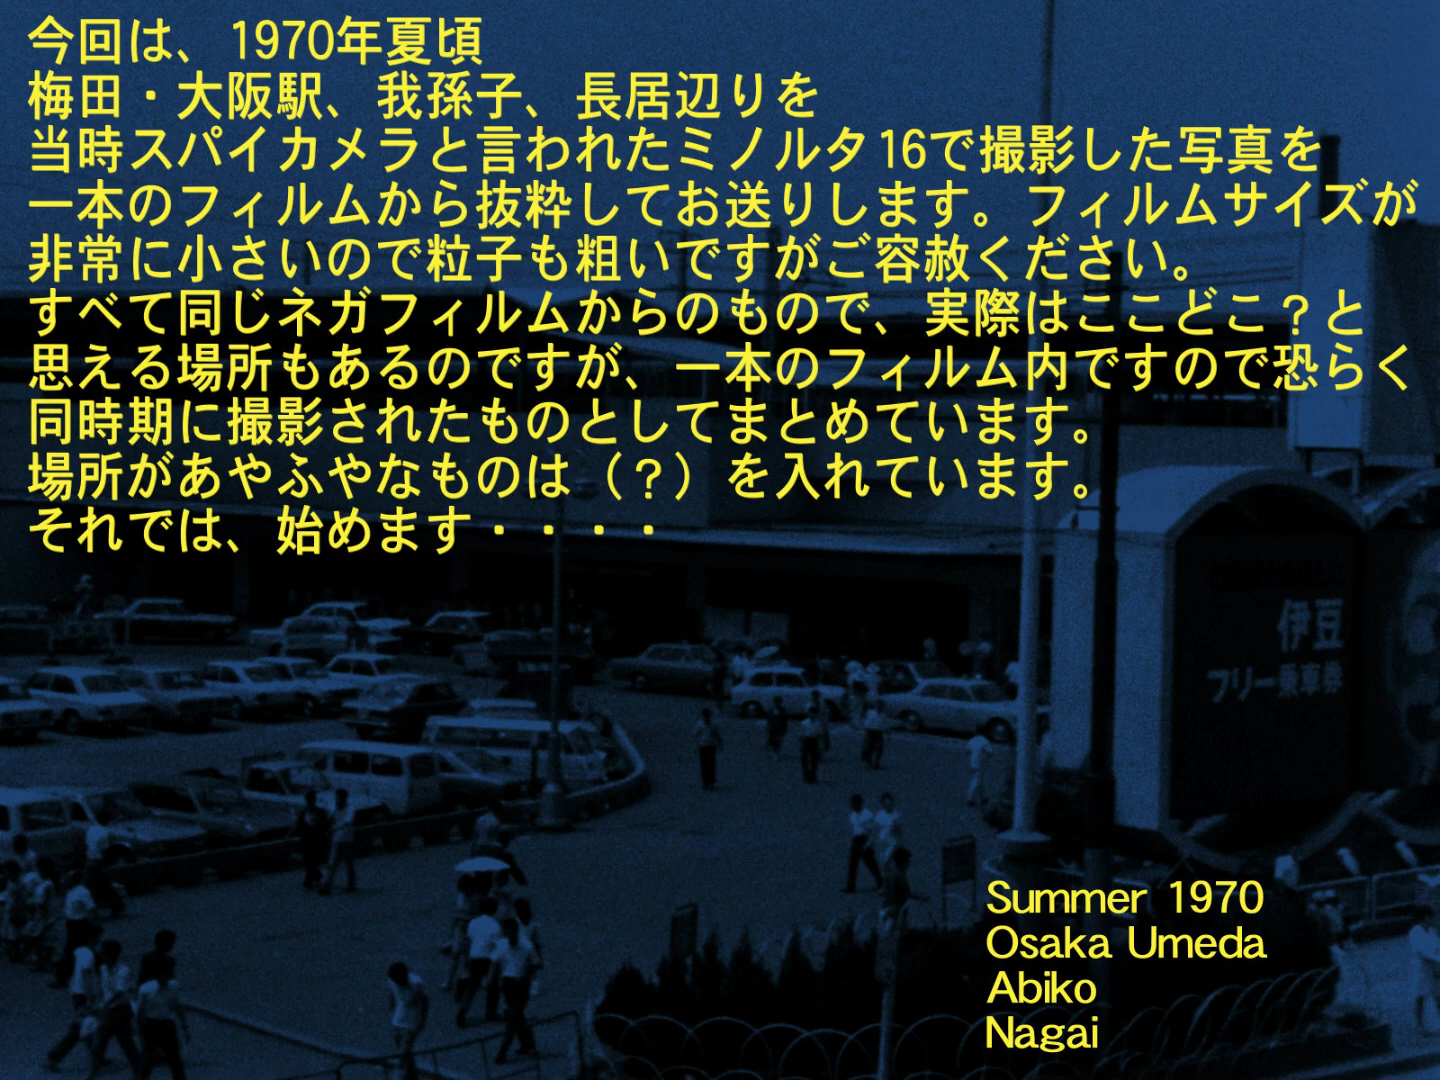 今回は、1970年夏頃
梅田・大阪駅、我孫子、長居辺りを
当時スパイカメラと言われたミノルタ16で撮影した写真を
一本のフィルムから抜粋してお送りします。フィルムサイズが
非常に小さいので粒子も粗いですがご容赦ください。
すべて同じネガフィルムからのもので、実際はここどこ？と
思える場所もあるのですが、一本のフィルム内ですので恐らく
同時期に撮影されたものとしてまとめています。
場所があやふやなものは（？）を入れています。
それでは、始めます・・・・
伊豆
フリー乗車券
Summer 1970
Osaka Umeda
Abiko
Nagai